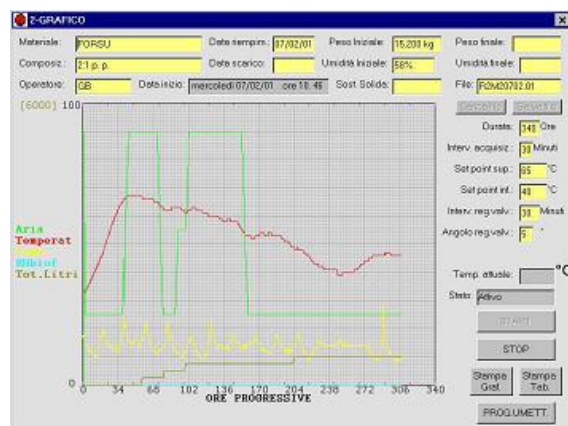 2-GRAFICO
Materiale: FORSU Data riempim.: 07/02/01 Peso Iniziale: 15,200 kg Peso finale:
Composiz.: 2:1 p. p. Data scarico: Umidità Iniziale: 58% Umidità finale:
Operatore: GB Data inizio: mercoledì 07/02/01 ore 18: 46 Sost. Solida: File:
[6000] 100
Durata: 340 Ore
Interv. acquisiz.: 30 Minuti
Set point sup.: 65 °C
Set point inf.: 40 °C
Interv. reg.valv.: 30 Minuti
Angolo reg.valv.: 5 °
Aria
Temperat
RHbiof
Tot.Litri
Temp. attuale: °C
Stato: Attivo
START
STOP
Stampa Graf. Stampa Tab.
PROG.UMETT.
0
0 34 68 102 136 170 204 238 272 306 340
ORE PROGRESSIVE